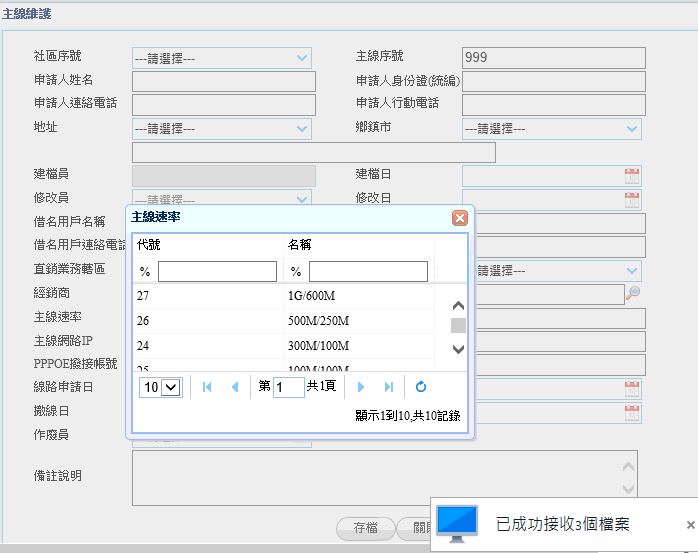 主線維護
社區序號 ---請選擇--- 主線序號 999
申請人姓名 申請人身份證(統編)
申請人連絡電話 申請人行動電話
地址 ---請選擇--- 鄉鎮市 ---請選擇---
建檔員 建檔日
修改員 ---請選擇--- 修改日
借名用戶名稱
借名用戶連絡電話
直銷業務轄區 請選擇---
經銷商
主線速率
主線網路IP
PPPOE撥接帳號
線路申請日
撤線日
作廢員
備註說明
存檔
主線速率
代號 名稱
% %
27 1G/600M
26 500M/250M
24 300M/100M
25 100M/100M
10 第 1 共1頁
顯示1到10,共10記錄
已成功接收3個檔案 ×